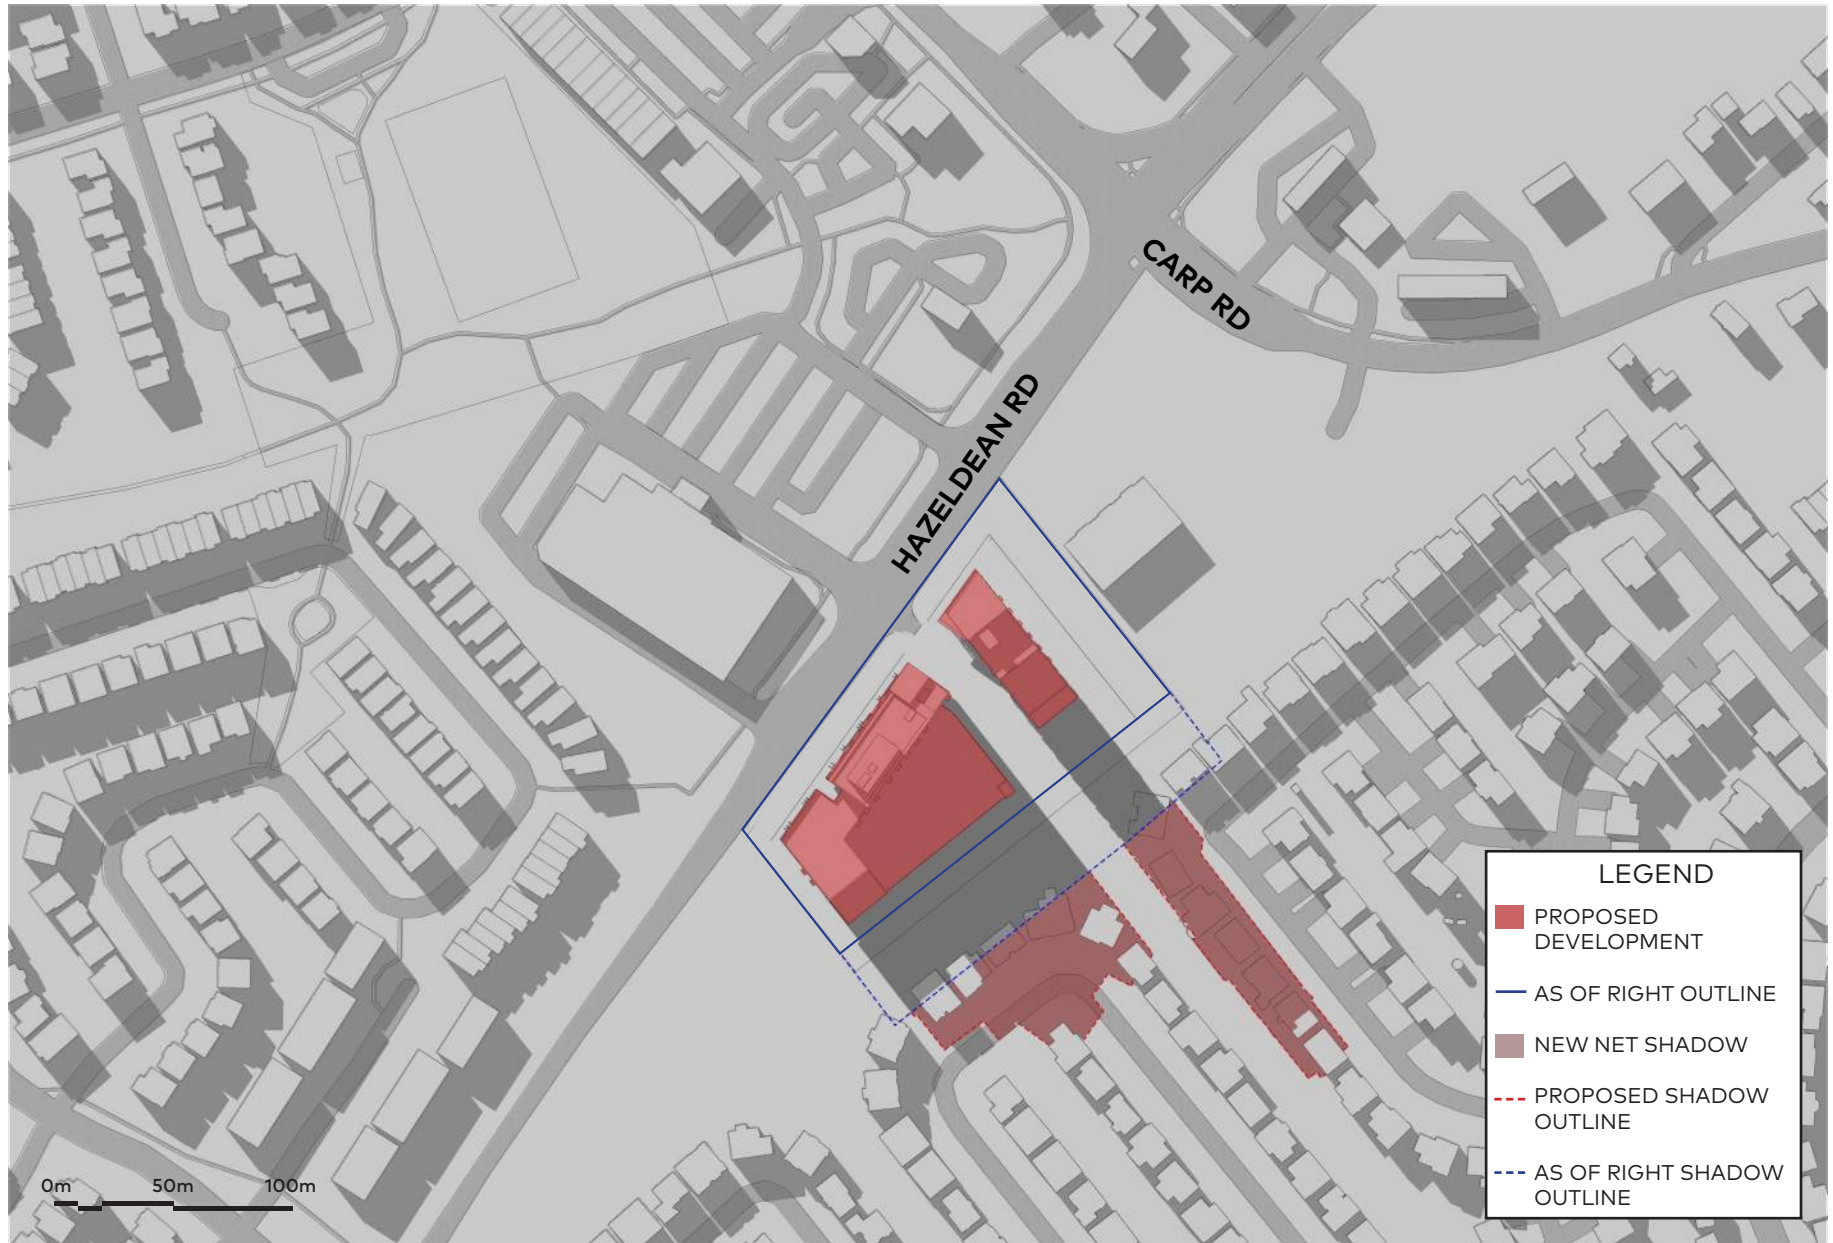 CARP RD
HAZELDEAN RD
LEGEND
PROPOSED
DEVELOPMENT
AS OF RIGHT OUTLINE
NEW NET SHADOW
PROPOSED SHADOW
OUTLINE
AS OF RIGHT SHADOW
OUTLINE
0m 50m 100m